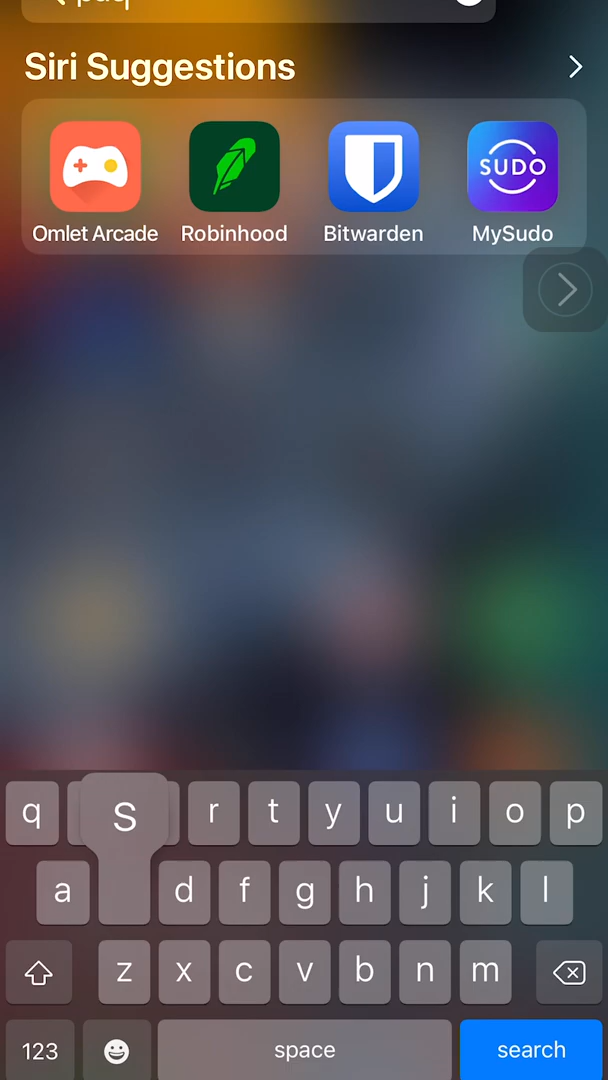 Siri Suggestions
SUDO
Omlet Arcade Robinhood Bitwarden MySudo
q S r t y u i o p
a d f g h j k l
z x c v b n m
123 space search